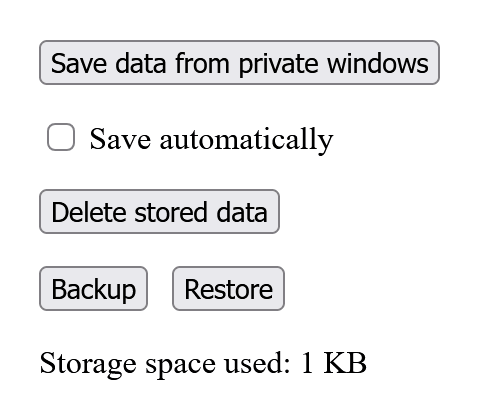 Save data from private windows
Save automatically
Delete stored data
Backup Restore
Storage space used: 1 KB